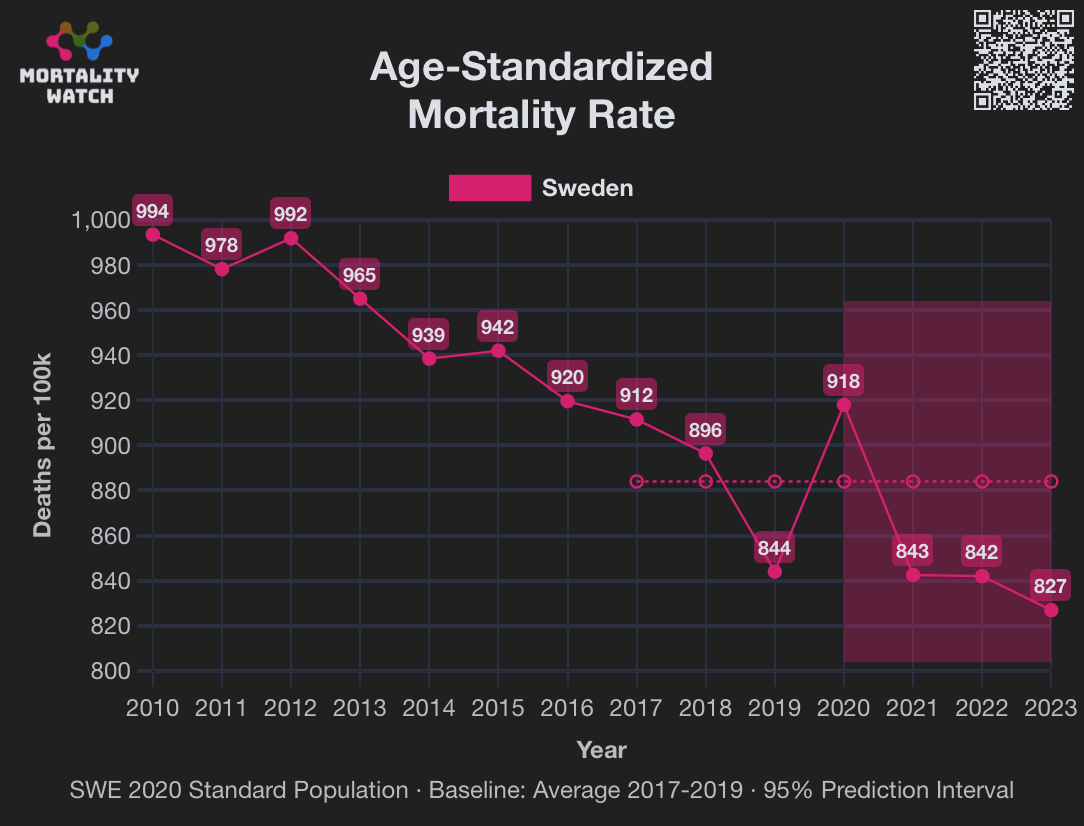 MORTALITY
WATCH
Age-Standardized
Mortality Rate
Sweden
Deaths per 100k
1,000
980
960
940
920
900
880
860
840
820
800
994
978
992
965
939
942
920
912
896
844
918
843
842
827
2010 2011 2012 2013 2014 2015 2016 2017 2018 2019 2020 2021 2022 2023
Year
SWE 2020 Standard Population · Baseline: Average 2017-2019 · 95% Prediction Interval